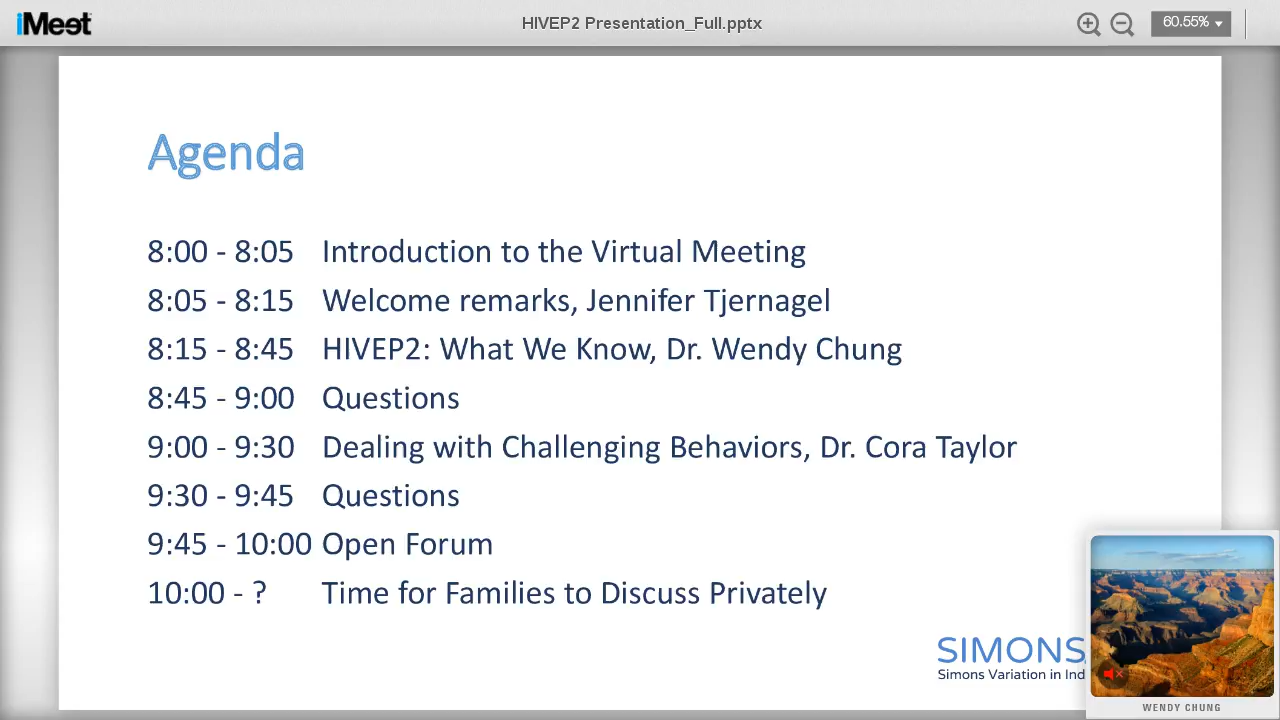 iMeet
HIVEP2 Presentation_Full.pptx
60.55%
Agenda
8:00 - 8:05 Introduction to the Virtual Meeting
8:05 - 8:15 Welcome remarks, Jennifer Tjernagel
8:15 - 8:45 HIVEP2: What We Know, Dr. Wendy Chung
8:45 - 9:00 Questions
9:00 - 9:30 Dealing with Challenging Behaviors, Dr. Cora Taylor
9:30 - 9:45 Questions
9:45 - 10:00 Open Forum
10:00 - ? Time for Families to Discuss Privately
SIMONS
Simons Variation in Ind
WENDY CHUNG